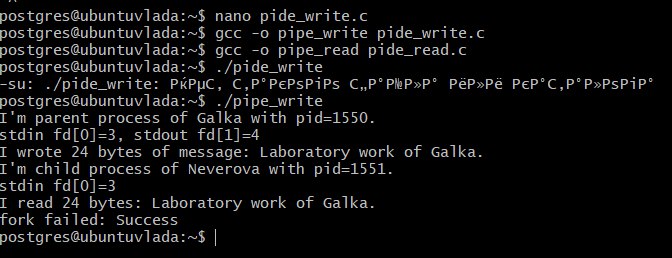 postgres@ubuntuvlada:~$ nano pide_write.c
postgres@ubuntuvlada:~$ gcc -o pipe_write pide_write.c
postgres@ubuntuvlada:~$ gcc -o pipe_read pide_read.c
postgres@ubuntuvlada:~$ ./pide_write
-su: ./pide_write: РќРµС‚ С‚Р°РєРѕРіРѕ С„Р°Р№Р»Р° РёР»Рё РєР°С‚Р°Р»РѕРіР°
postgres@ubuntuvlada:~$ ./pipe_write
I'm parent process of Galka with pid=1550.
stdin fd[0]=3, stdout fd[1]=4
I wrote 24 bytes of message: Laboratory work of Galka.
I'm child process of Neverova with pid=1551.
stdin fd[0]=3
I read 24 bytes: Laboratory work of Galka.
fork failed: Success
postgres@ubuntuvlada:~$